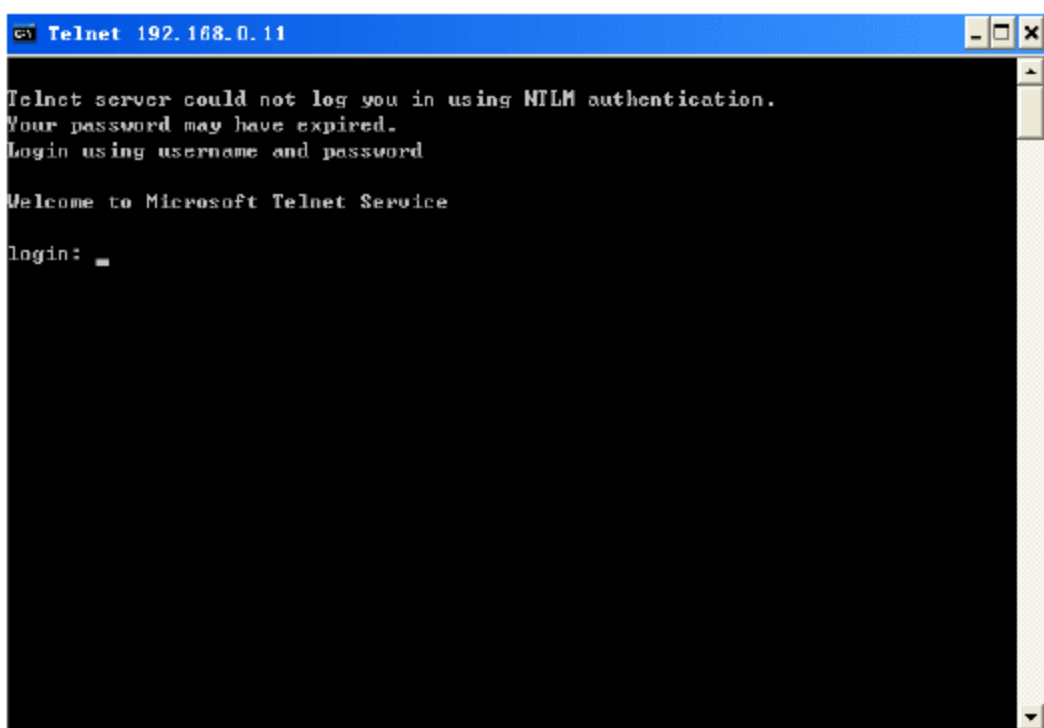 Telnet 192.168.0.11
Telnet server could not log you in using NTLM authentication.
Your password may have expired.
Login using username and password
Welcome to Microsoft Telnet Service
login: _